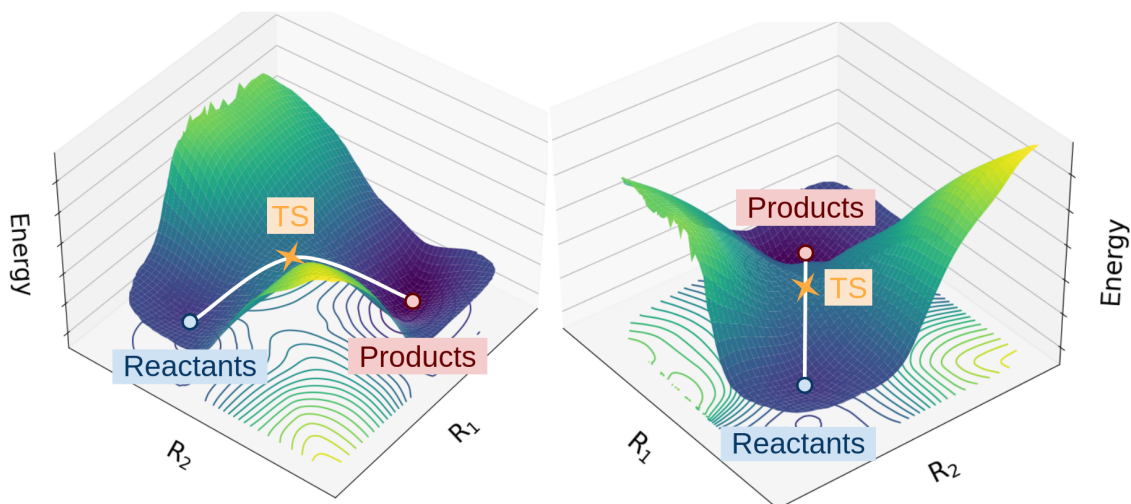 Energy
TS
Reactants
Products
R₂
R₁
Products
TS
Reactants
R₁
R₂
Energy